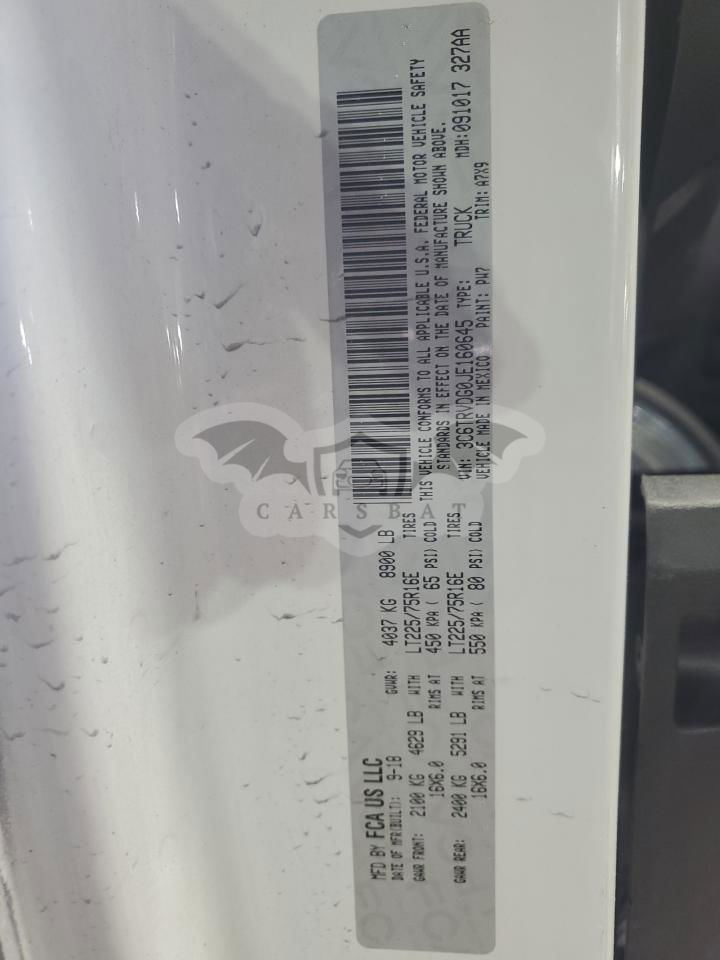 MFD BY FCA US LLC
DATE OF MFR(BUILT): 9-18 GVWR: 4037 KG 8900 LB
GAWR FRONT: 2100 KG 4629 LB WITH LT225/75R16E TIRES
16X6.0 RIMS AT 450 KPA( 65 PSI) COLD
GAWR REAR: 2400 KG 5291 LB WITH LT225/75R16E TIRES
16X6.0 RIMS AT 550 KPA( 80 PSI) COLD
THIS VEHICLE CONFORMS TO ALL APPLICABLE U.S.A. FEDERAL MOTOR VEHICLE SAFETY
STANDARDS IN EFFECT ON THE DATE OF MANUFACTURE SHOWN ABOVE.
VIN: 3C6TRVDG0JE160645 TYPE: TRUCK MDH:091017 327AA
VEHICLE MADE IN MEXICO PAINT: PW7 TRIM: A7X9
CARSBAT